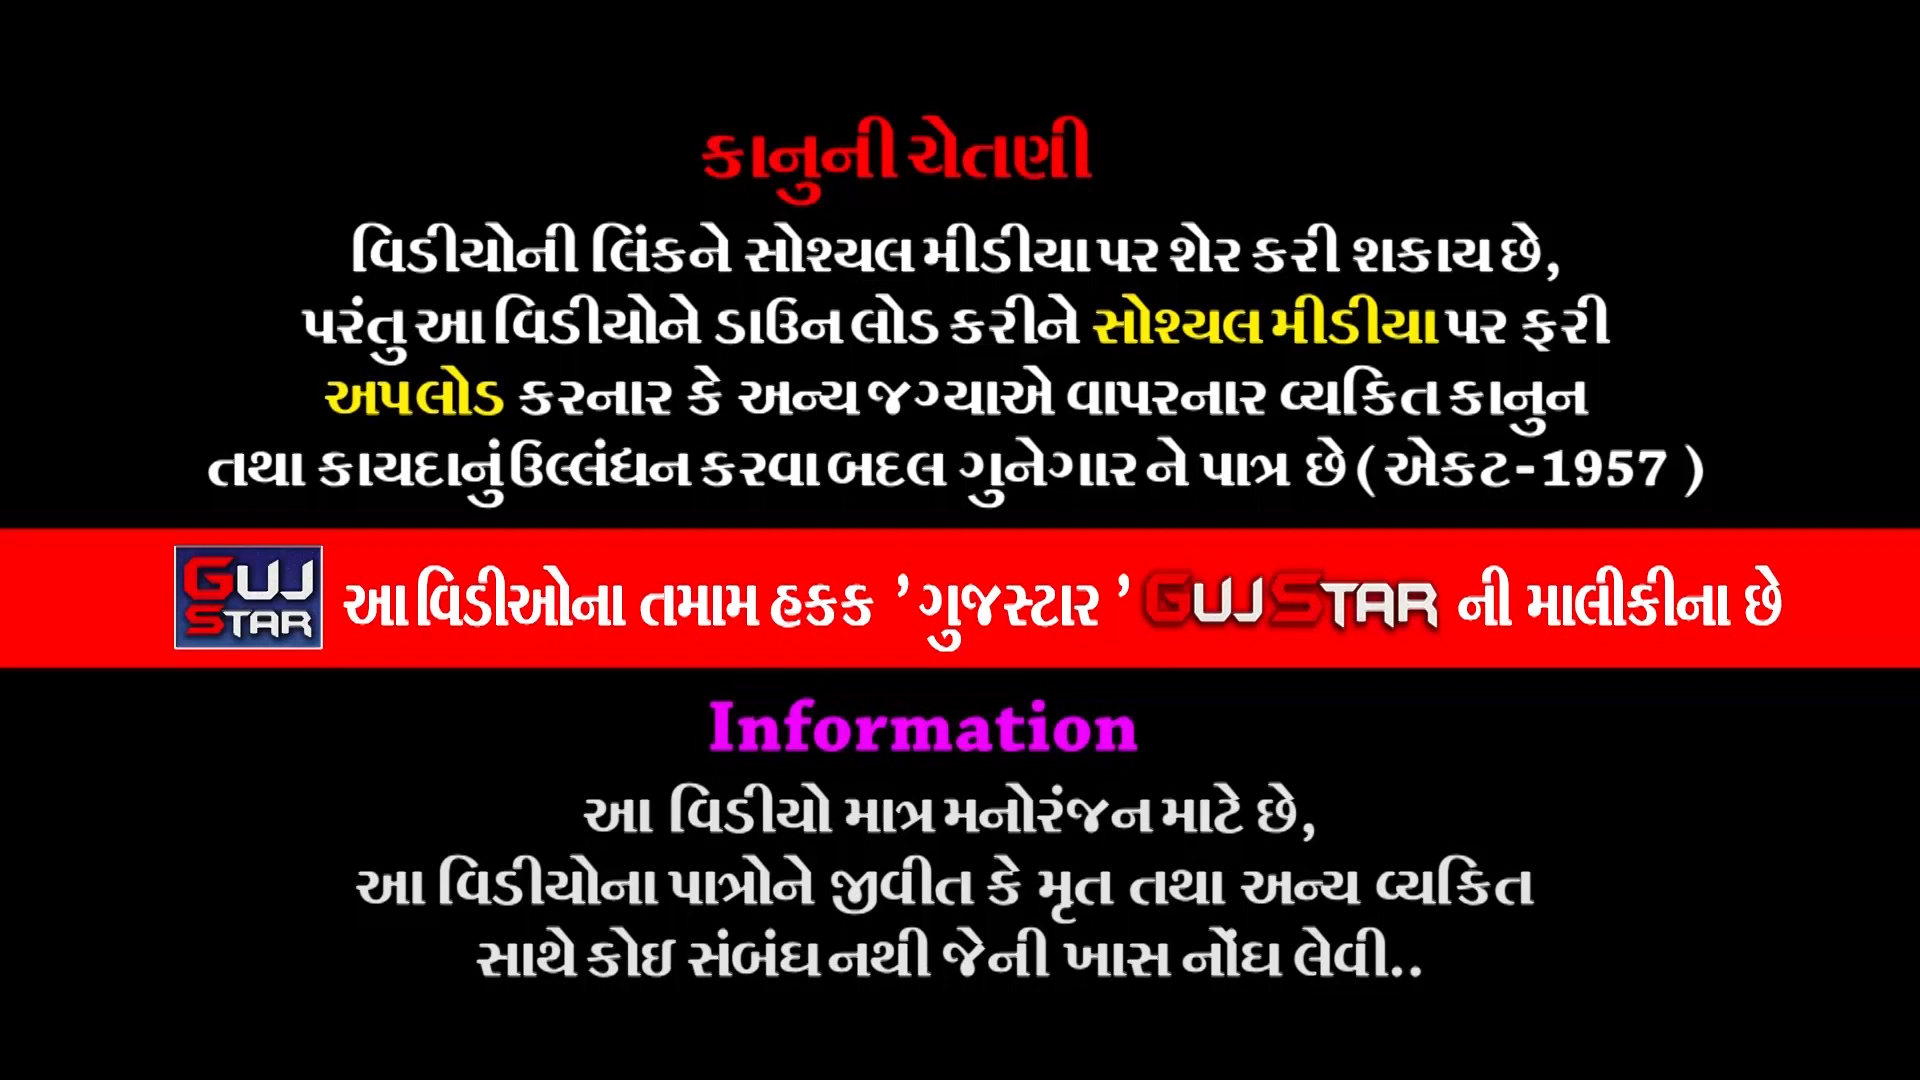 કાનુની ચેતણી
વિડીયોની લિંકને સોશ્યલ મીડીયા પર શેર કરી શકાય છે,
પરંતુ આ વિડીયોને ડાઉન લોડ કરીને સોશ્યલ મીડીયા પર ફરી
અપલોડ કરનાર કે અન્ય જગ્યાએ વાપરનાર વ્યકિત કાનુન
તથા કાયદાનું ઉલ્લંઘન કરવા બદલ ગુનેગાર ને પાત્ર છે ( એકટ-1957 )
GUJ STAR આ વિડીઓના તમામ હકક ’ ગુજસ્ટાર ’ GUJ STAR ની માલીકીના છે
Information
આ વિડીયો માત્ર મનોરંજન માટે છે,
આ વિડીયોના પાત્રોને જીવીત કે મૃત તથા અન્ય વ્યકિત
સાથે કોઇ સંબંઘ નથી જેની ખાસ નોંઘ લેવી..